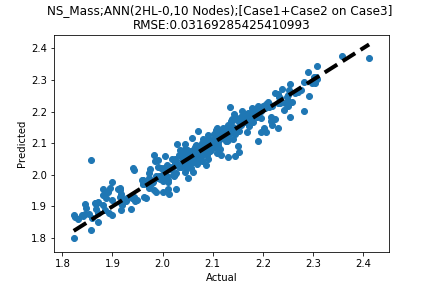 NS_Mass;ANN(2HL-0,10 Nodes);[Case1+Case2 on Case3]
RMSE:0.03169285425410993
2.4
2.3
2.2
2.1
2.0
1.9
1.8
Predicted
1.8 1.9 2.0 2.1 2.2 2.3 2.4
Actual